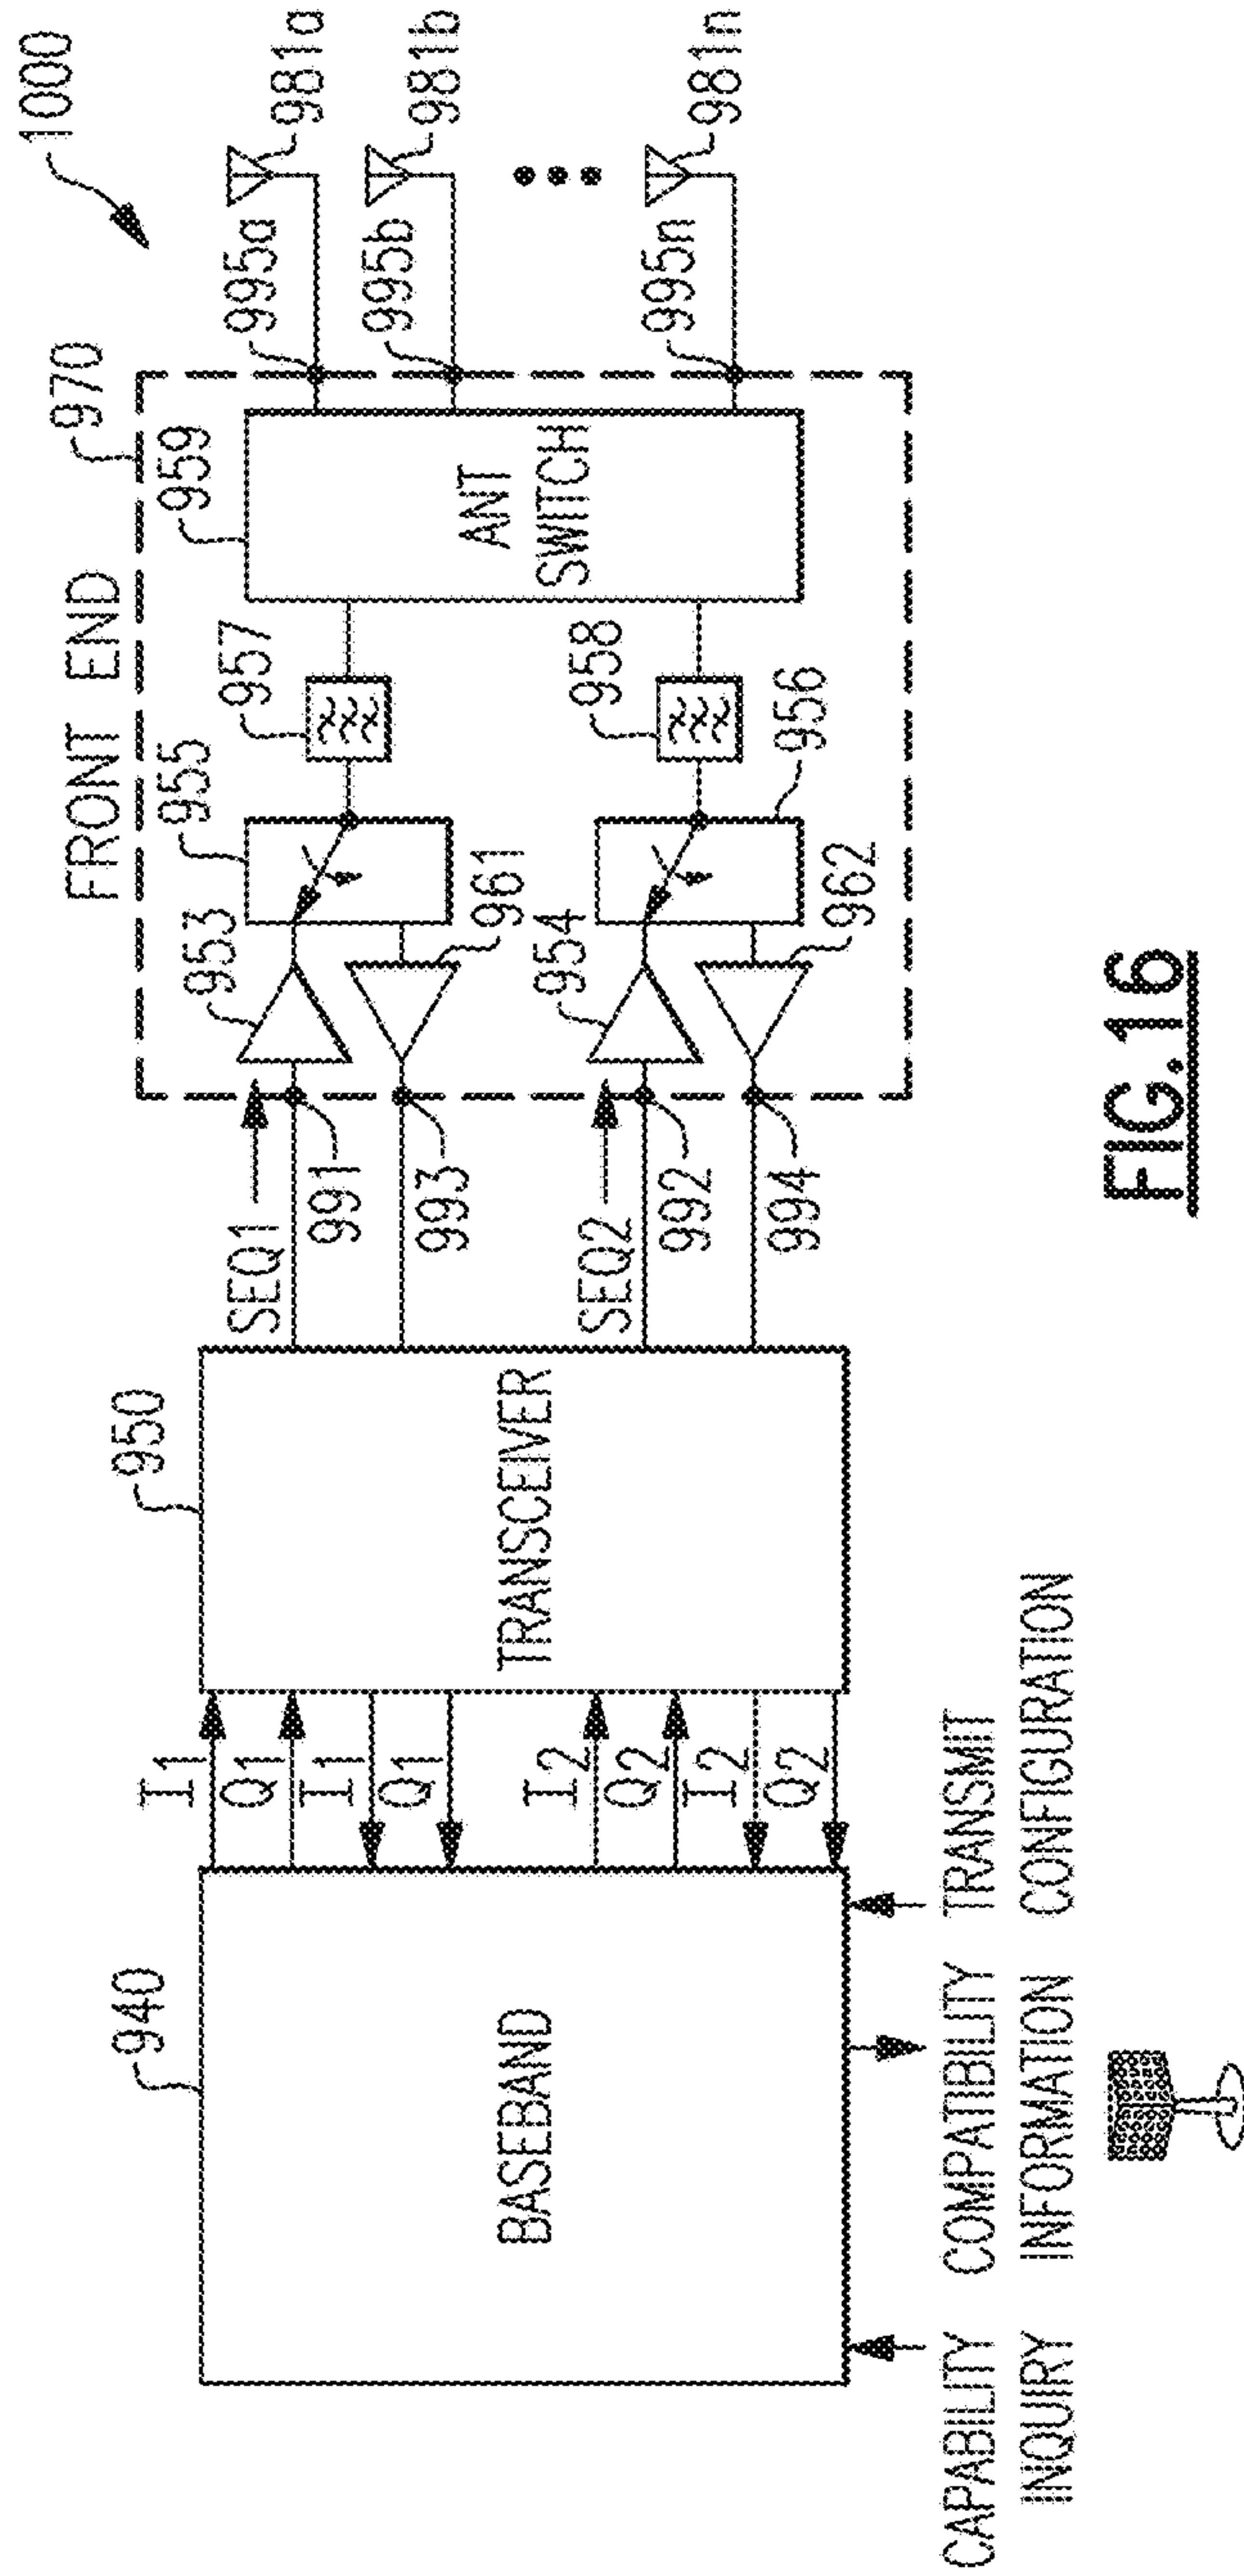 1000
FRONT END
970
959
955
957
953
961
954
958
956
962
995a
981a
995b
981b
995n
981n
ANT
SWITCH
SEQ1
991
993
SEQ2
992
994
950
TRANSCEIVER
I1
Q1
I1
Q1
I2
Q2
I2
Q2
940
BASEBAND
CAPABILITY
INQUIRY
COMPATIBILITY
INFORMATION
TRANSMIT
CONFIGURATION
FIG.16